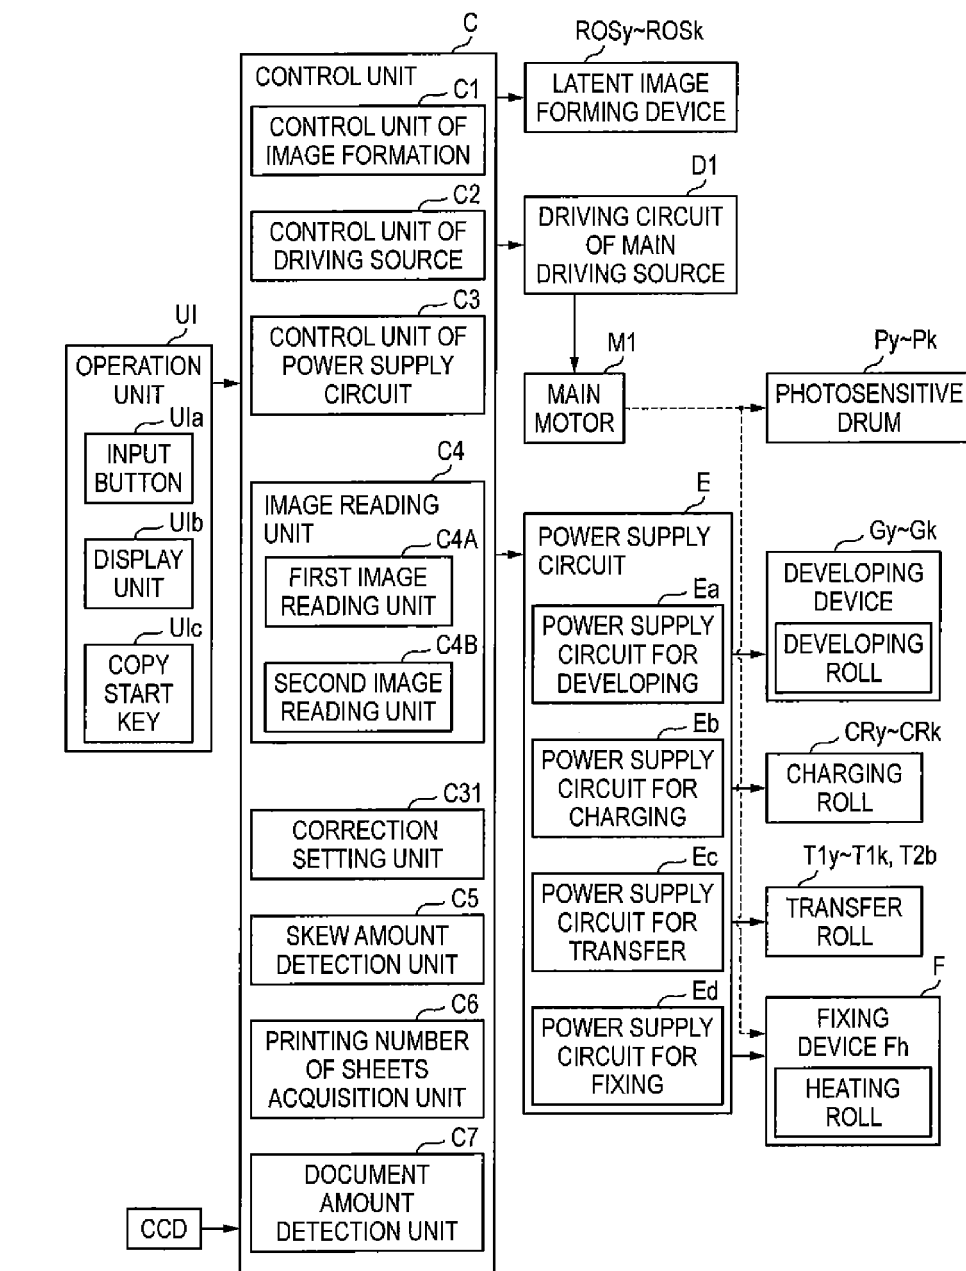 C
CONTROL UNIT
C1
CONTROL UNIT OF
IMAGE FORMATION
C2
CONTROL UNIT OF
DRIVING SOURCE
C3
CONTROL UNIT OF
POWER SUPPLY
CIRCUIT
UI
OPERATION
UNIT
UIa
INPUT
BUTTON
UIb
DISPLAY
UNIT
UIc
COPY
START
KEY
C4
IMAGE READING
UNIT
C4A
FIRST IMAGE
READING UNIT
C4B
SECOND IMAGE
READING UNIT
C31
CORRECTION
SETTING UNIT
C5
SKEW AMOUNT
DETECTION UNIT
C6
PRINTING NUMBER
OF SHEETS
ACQUISITION UNIT
C7
DOCUMENT
AMOUNT
DETECTION UNIT
CCD
ROSy~ROSk
LATENT IMAGE
FORMING DEVICE
D1
DRIVING CIRCUIT
OF MAIN
DRIVING SOURCE
M1
MAIN
MOTOR
Py~Pk
PHOTOSENSITIVE
DRUM
E
POWER SUPPLY
CIRCUIT
Ea
POWER SUPPLY
CIRCUIT FOR
DEVELOPING
Eb
POWER SUPPLY
CIRCUIT FOR
CHARGING
Ec
POWER SUPPLY
CIRCUIT FOR
TRANSFER
Ed
POWER SUPPLY
CIRCUIT FOR
FIXING
Gy~Gk
DEVELOPING
DEVICE
DEVELOPING
ROLL
CRy~CRk
CHARGING
ROLL
T1y~T1k, T2b
TRANSFER
ROLL
F
FIXING
DEVICE Fh
HEATING
ROLL